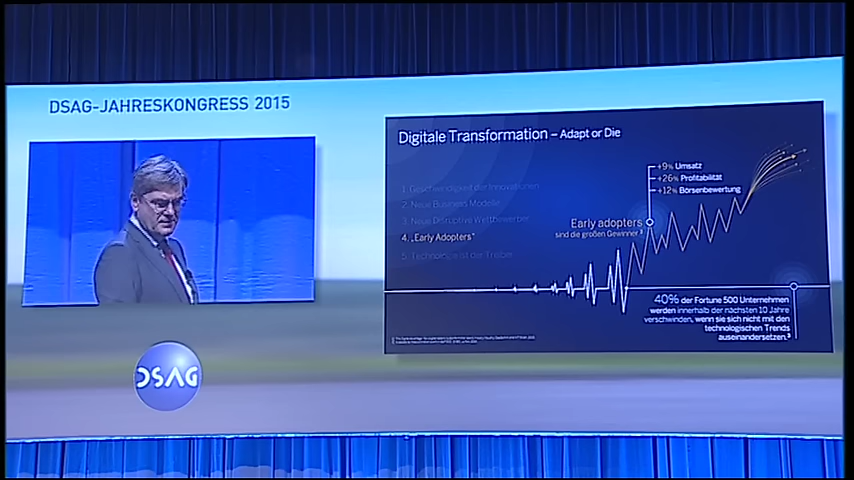 DSAG-JAHRESKONGRESS 2015
Digitale Transformation – Adapt or Die
1. Geschwindigkeit der Innovationen
2. Neue Business Modelle
3. Neue Disruptive Wettbewerber
4. „Early Adopters"
5. Technologie ist der Treiber
+9% Umsatz
+26% Profitabilität
+12% Börsenbewertung
Early adopters
sind die großen Gewinner ³
40% der Fortune 500 Unternehmen
werden innerhalb der nächsten 10 Jahre
verschwinden, wenn sie sich nicht mit den
technologischen Trends
auseinandersetzen.³
DSAG